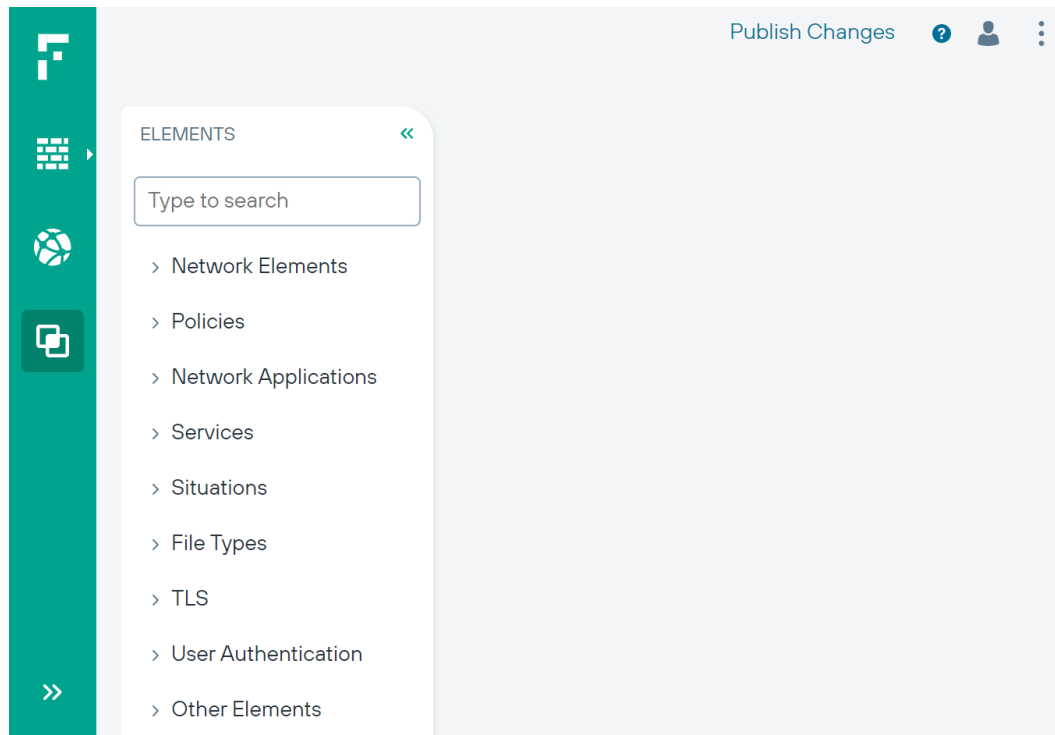 Publish Changes
ELEMENTS
Type to search
Network Elements
Policies
Network Applications
Services
Situations
File Types
TLS
User Authentication
Other Elements